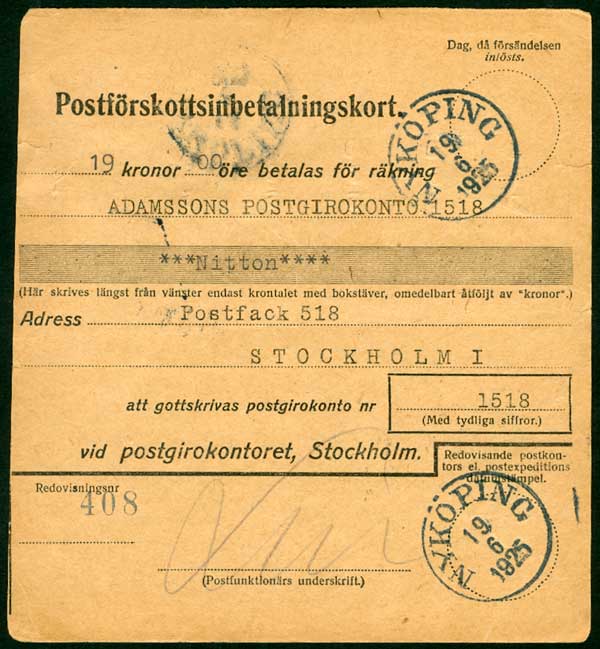 Dag, då försändelsen
inlösts.
Postförskottsinbetalningskort.
NYKÖPING
19
6
1925
19 kronor 00 öre betalas för räkning
ADAMSSONS POSTGIROKONTO.1518
***Nitton****
(Här skrives längst från vänster endast krontalet med bokstäver, omedelbart åtföljt av "kronor".)
Adress Postfack 518
STOCKHOLM I
att gottskrivas postgirokonto nr 1518
(Med tydliga siffror.)
vid postgirokontoret, Stockholm.
Redovisande postkon-
tors el. postexpeditions
datumstämpel.
Redovisningsnr
408
NYKÖPING
19
6
1925
(Postfunktionärs underskrift.)